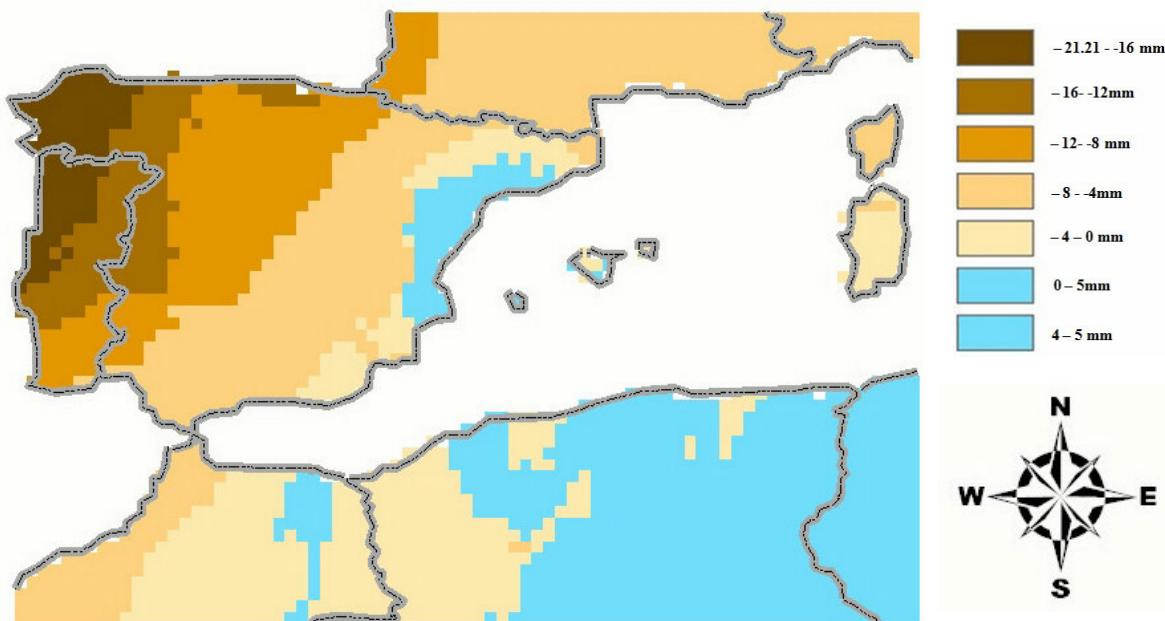 –21.21 - -16 mm
–16- -12mm
–12- -8 mm
–8 - -4mm
–4 – 0 mm
0 – 5mm
4 – 5 mm
N
W E
S